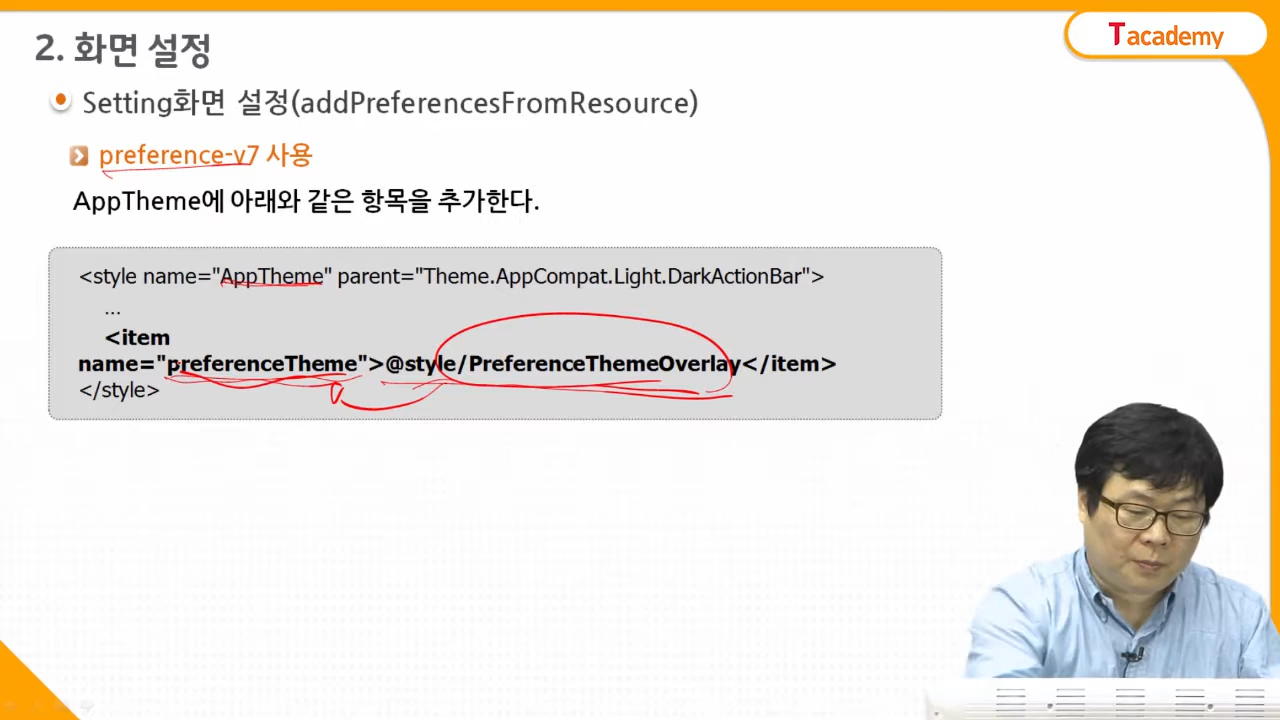 2. 화면 설정
Tacademy
Setting화면 설정(addPreferencesFromResource)
preference-v7 사용
AppTheme에 아래와 같은 항목을 추가한다.
<style name="AppTheme" parent="Theme.AppCompat.Light.DarkActionBar">
...
<item
name="preferenceTheme">@style/PreferenceThemeOverlay</item>
</style>